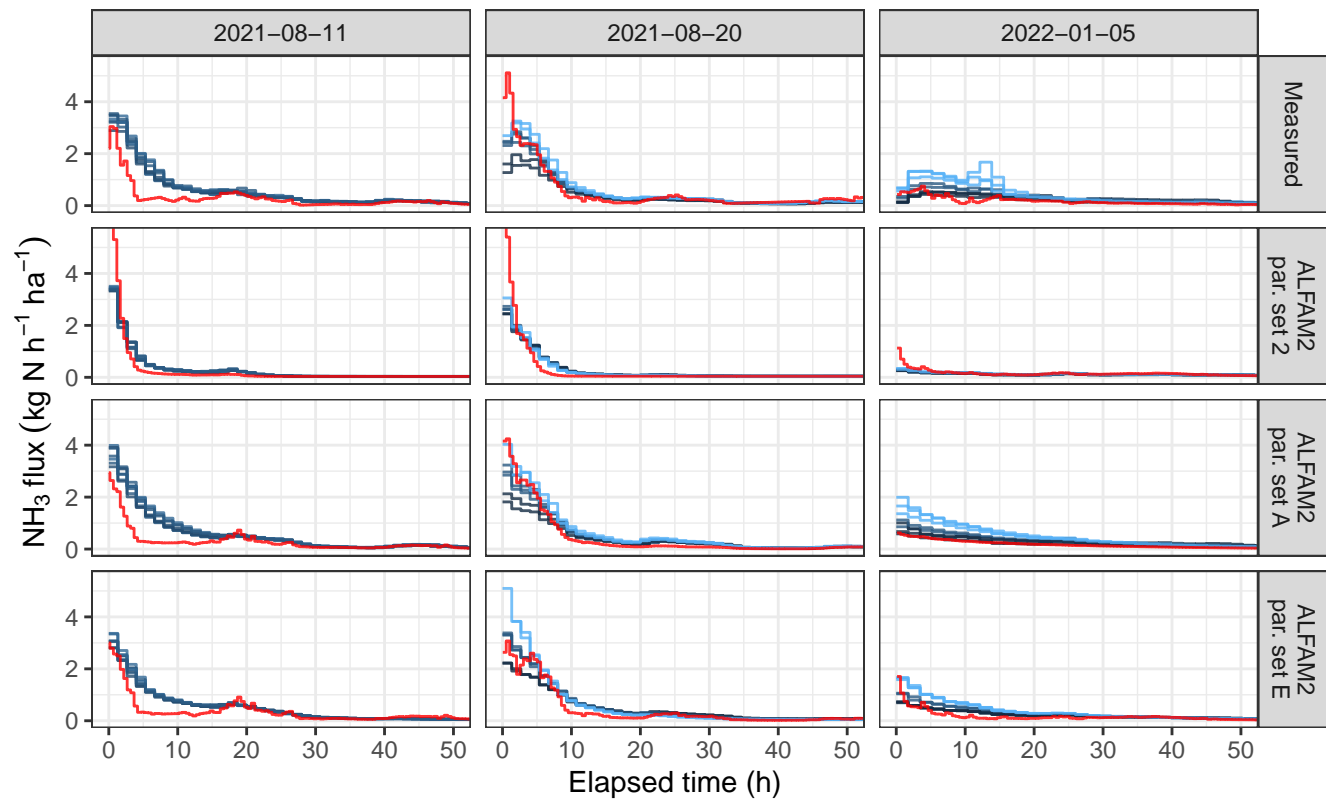 2021−08−11 2021−08−20 2022−01−05
4
2
0
Measured
4
2
0
ALFAM2
par. set 2
4
2
0
ALFAM2
par. set A
4
2
0
ALFAM2
par. set E
NH₃ flux (kg N h⁻¹ ha⁻¹)
0 10 20 30 40 50 0 10 20 30 40 50 0 10 20 30 40 50
Elapsed time (h)